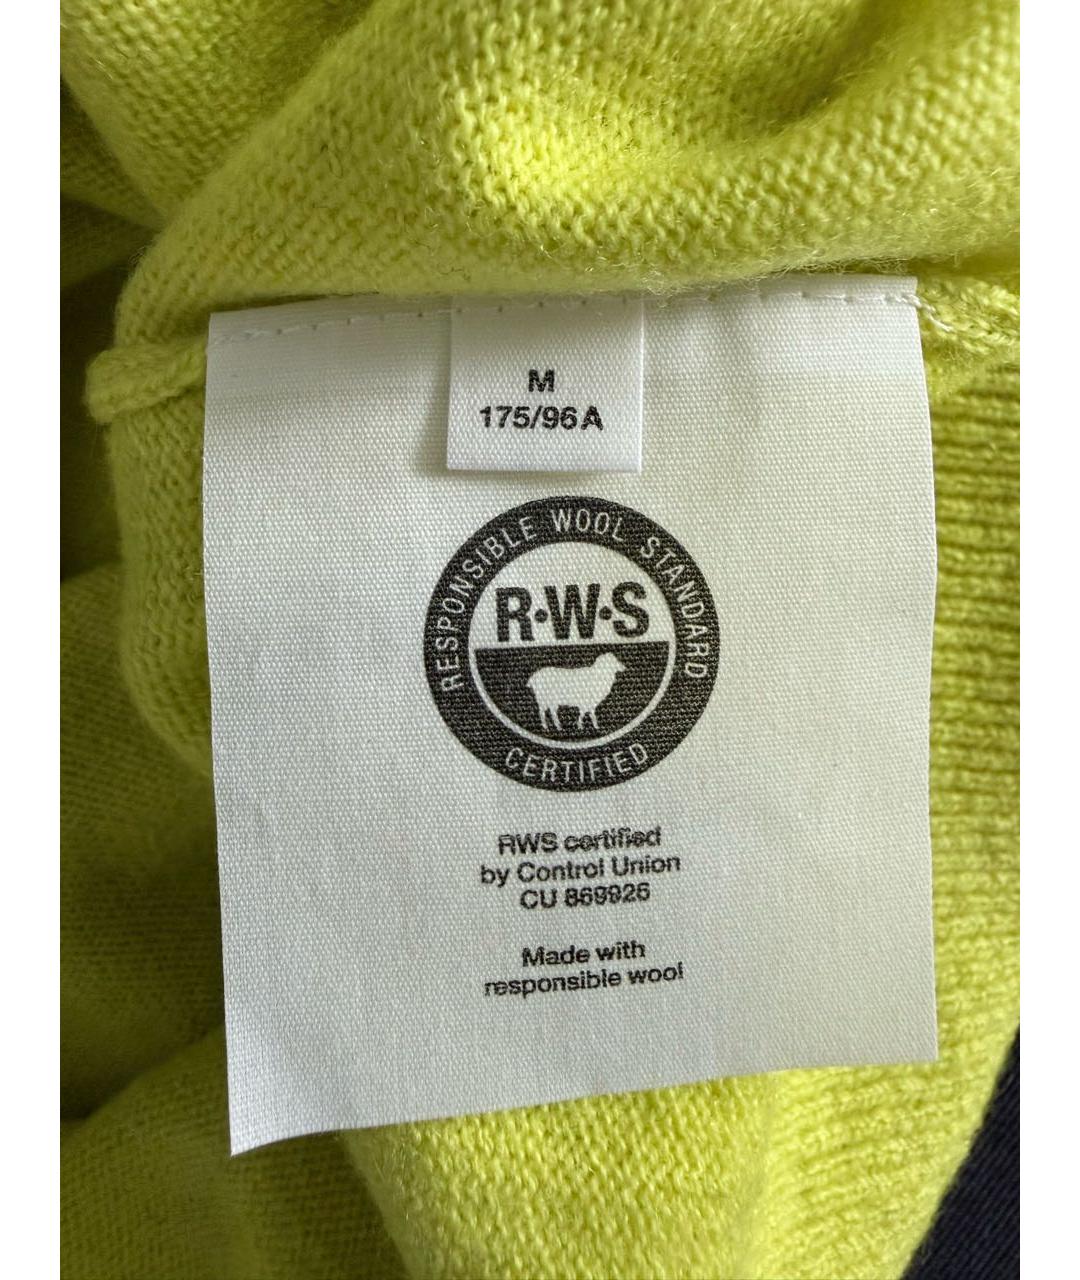 M
175/96A
RESPONSIBLE WOOL STANDARD
R·W·S
CERTIFIED
RWS certified
by Control Union
CU 869926
Made with
responsible wool